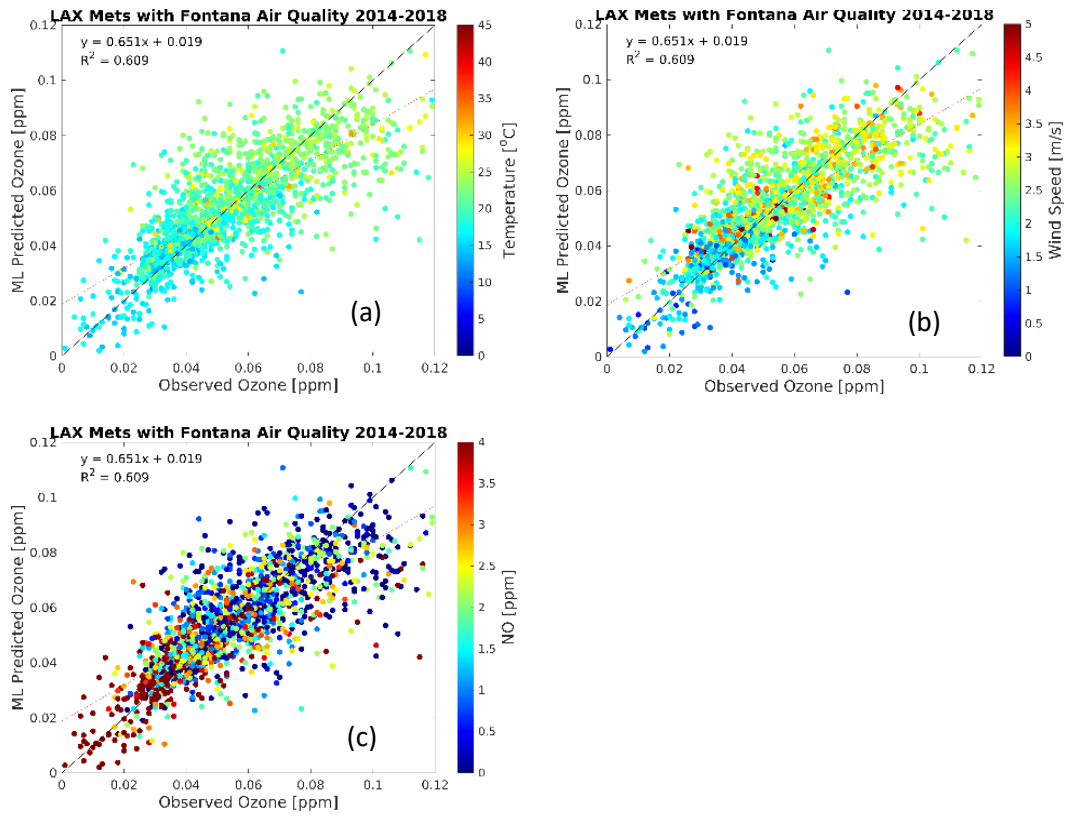 LAX Mets with Fontana Air Quality 2014-2018
y = 0.651x + 0.019
R² = 0.609
0.12
0.1
0.08
0.06
0.04
0.02
0
ML Predicted Ozone [ppm]
0 0.02 0.04 0.06 0.08 0.1 0.12
Observed Ozone [ppm]
(a)
45
40
35
30
25
20
15
10
5
0
Temperature [°C]
LAX Mets with Fontana Air Quality 2014-2018
y = 0.651x + 0.019
R² = 0.609
0.12
0.1
0.08
0.06
0.04
0.02
0
ML Predicted Ozone [ppm]
0 0.02 0.04 0.06 0.08 0.1 0.12
Observed Ozone [ppm]
(b)
5
4.5
4
3.5
3
2.5
2
1.5
1
0.5
0
Wind Speed [m/s]
LAX Mets with Fontana Air Quality 2014-2018
y = 0.651x + 0.019
R² = 0.609
0.12
0.1
0.08
0.06
0.04
0.02
0
ML Predicted Ozone [ppm]
0 0.02 0.04 0.06 0.08 0.1 0.12
Observed Ozone [ppm]
(c)
4
3.5
3
2.5
2
1.5
1
0.5
0
NO [ppm]